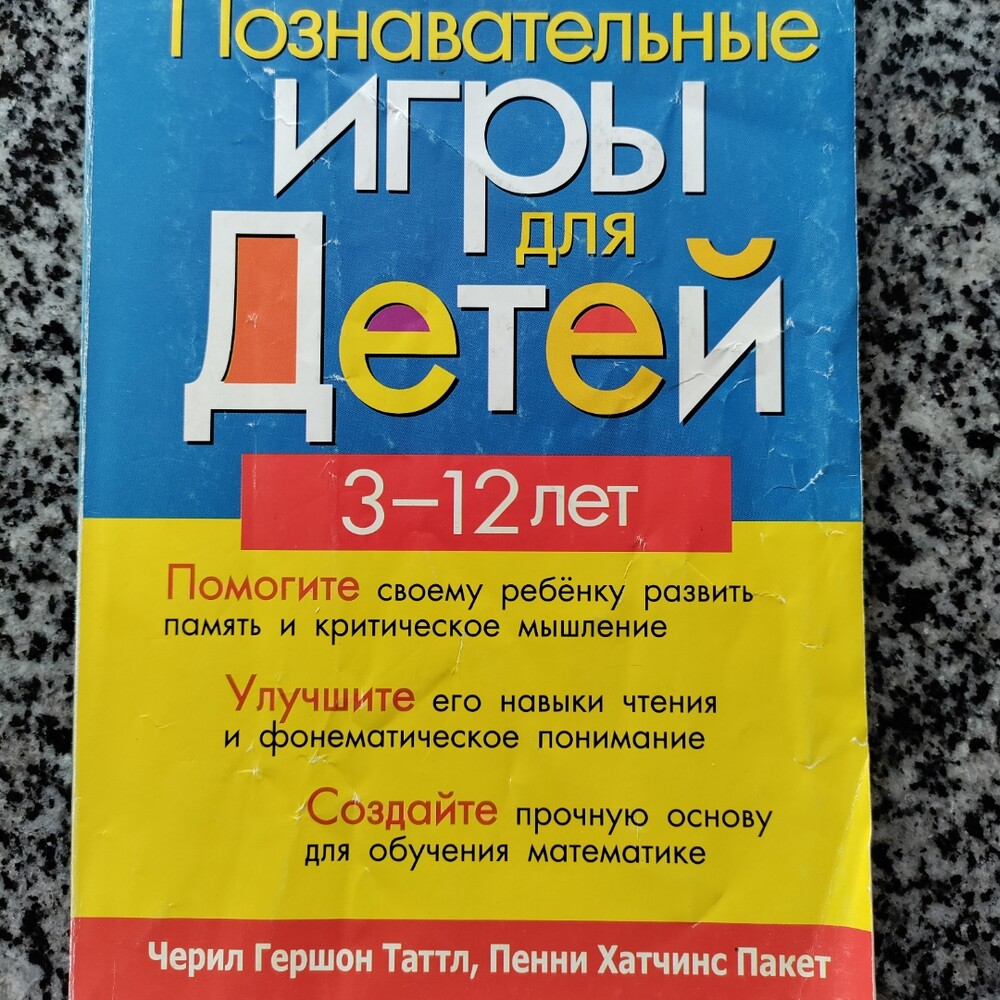 Познавательные
игры
для
Детей
3–12 лет
Помогите своему ребёнку развить
память и критическое мышление
Улучшите его навыки чтения
и фонематическое понимание
Создайте прочную основу
для обучения математике
Черил Гершон Таттл, Пенни Хатчинс Пакет